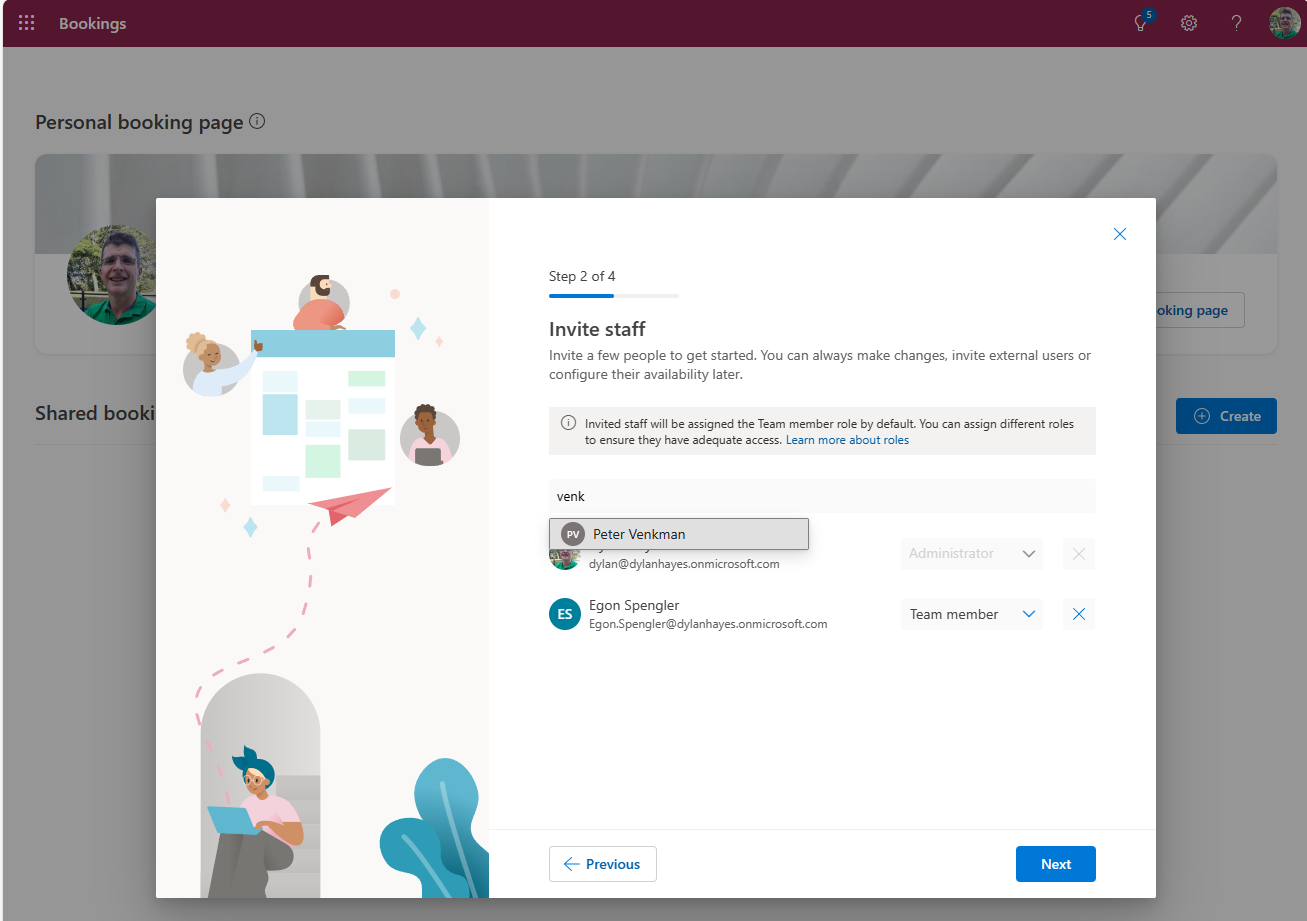 Bookings
5
Personal booking page
oking page
Shared booki
Create
Step 2 of 4
Invite staff
Invite a few people to get started. You can always make changes, invite external users or
configure their availability later.
Invited staff will be assigned the Team member role by default. You can assign different roles
to ensure they have adequate access. Learn more about roles
venk
PV Peter Venkman
dylan@dylanhayes.onmicrosoft.com
Administrator
ES
Egon Spengler
Egon.Spengler@dylanhayes.onmicrosoft.com
Team member
Previous
Next